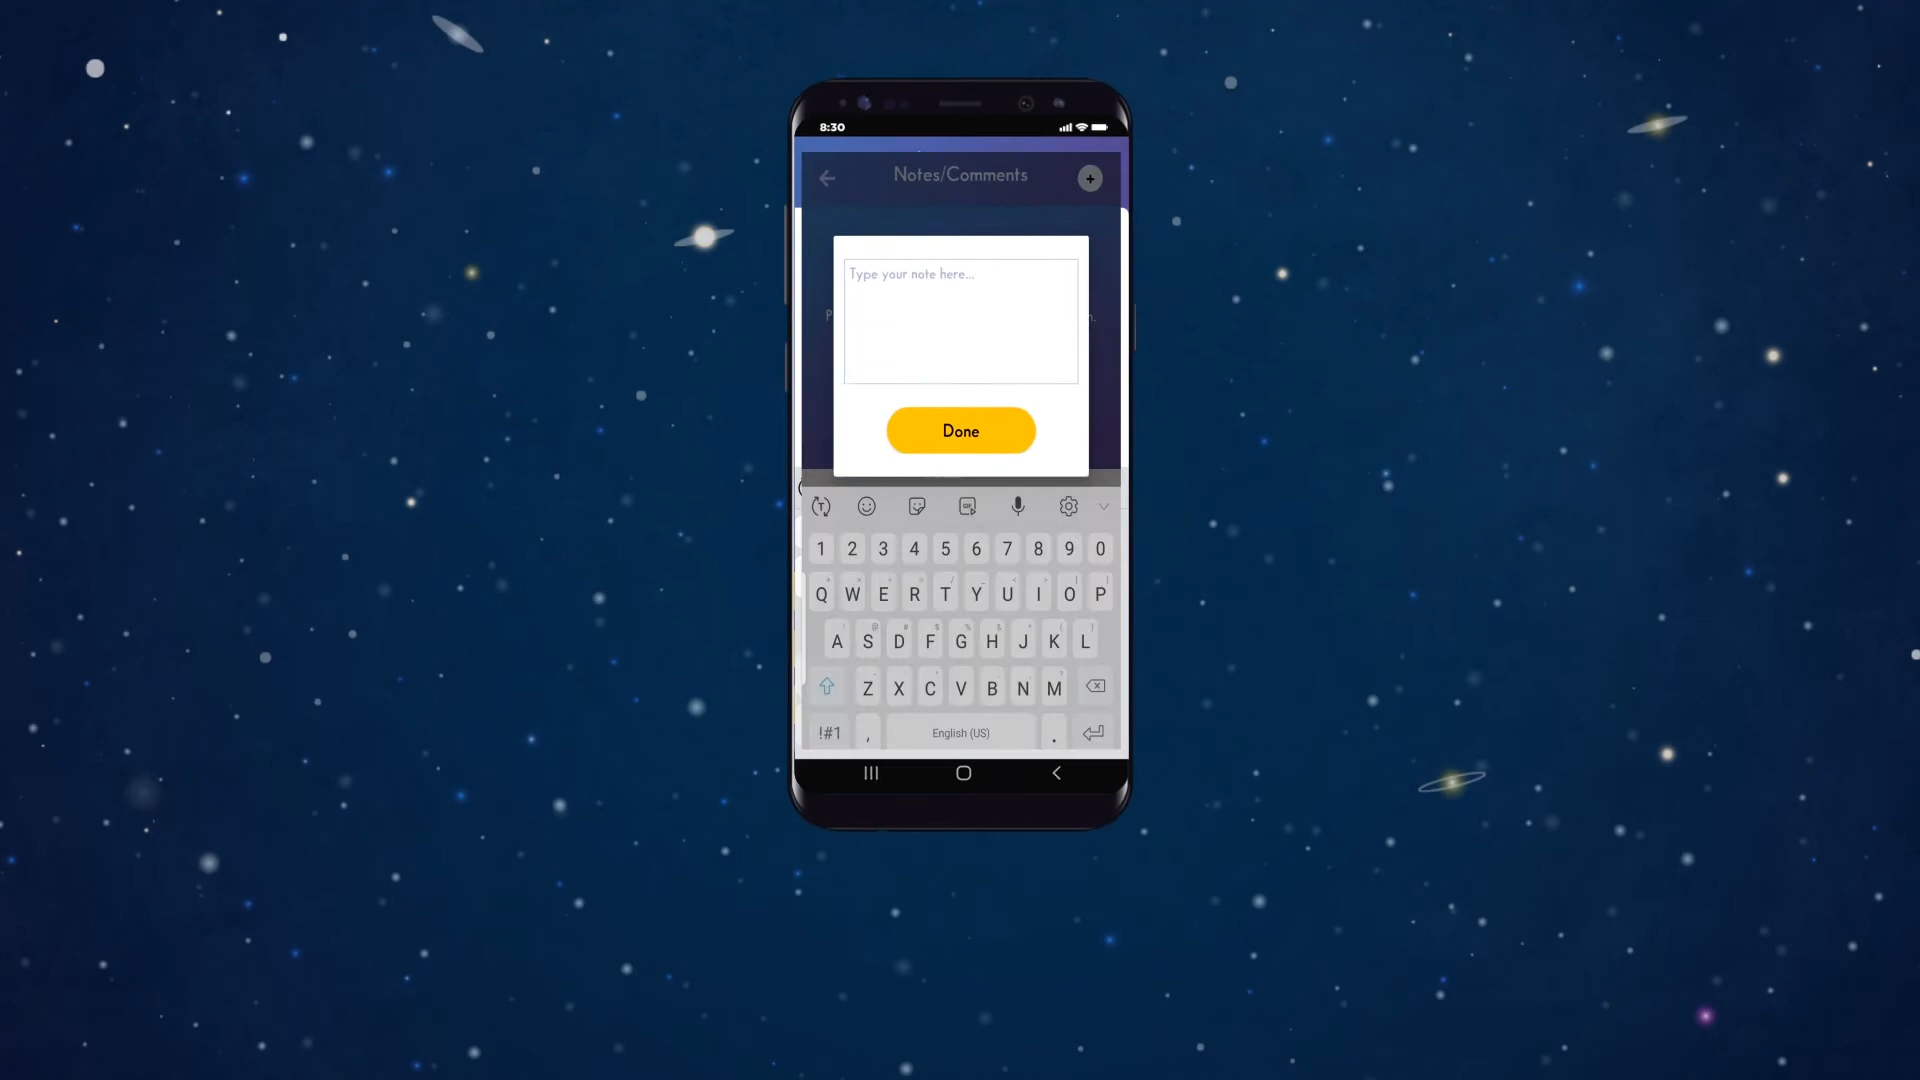 8:30
Notes/Comments
Type your note here...
Done
1 2 3 4 5 6 7 8 9 0
Q W E R T Y U I O P
A S D F G H J K L
Z X C V B N M
!#1 , English (US) .